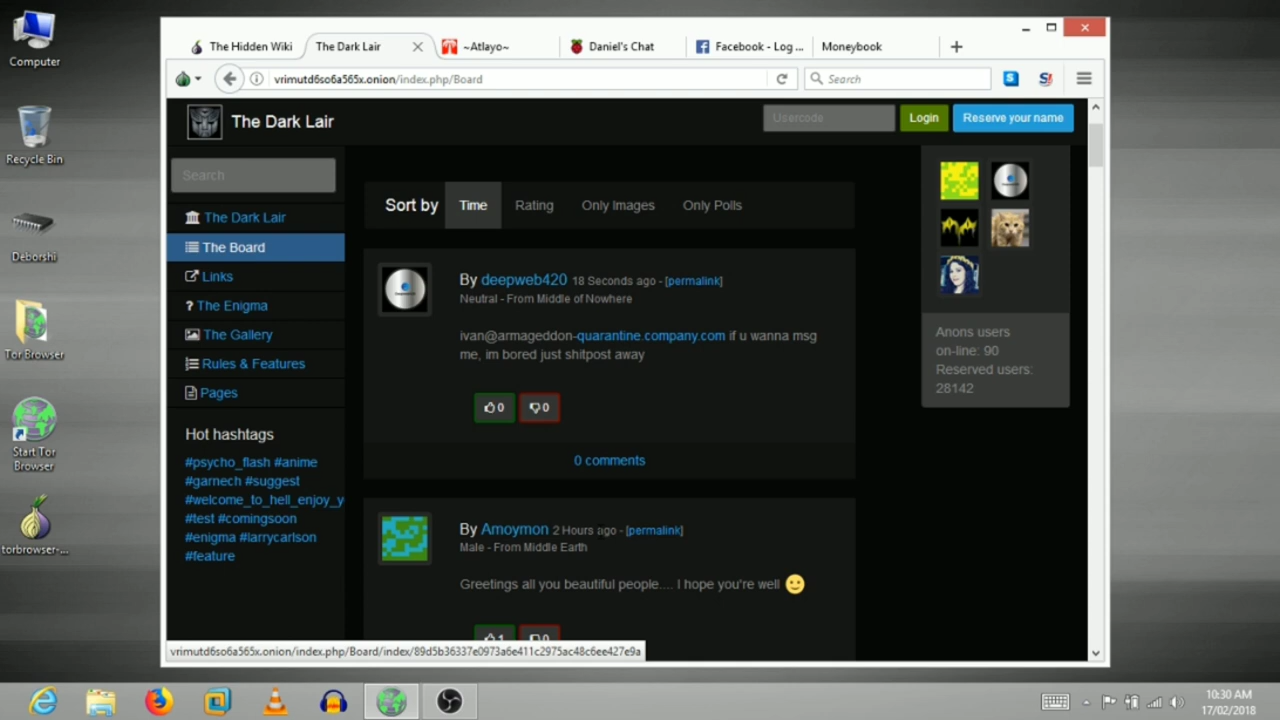 Computer
Recycle Bin
Deborshi
Tor Browser
Start Tor
Browser
torbrowser-...
The Hidden Wiki
The Dark Lair
~Atlayo~
Daniel's Chat
Facebook - Log ...
Moneybook
vrimutd6so6a565x.onion/index.php/Board
Search
The Dark Lair
Usercode
Login
Reserve your name
Search
The Dark Lair
The Board
Links
? The Enigma
The Gallery
Rules & Features
Pages
Hot hashtags
#psycho_flash #anime
#garnech #suggest
#welcome_to_hell_enjoy_y
#test #comingsoon
#enigma #larrycarlson
#feature
Sort by Time Rating Only Images Only Polls
By deepweb420 18 Seconds ago - [permalink]
Neutral - From Middle of Nowhere
ivan@armageddon-quarantine.company.com if u wanna msg
me, im bored just shitpost away
0 0
0 comments
By Amoymon 2 Hours ago - [permalink]
Male - From Middle Earth
Greetings all you beautiful people.... I hope you're well
1 0
Anons users
on-line: 90
Reserved users:
28142
vrimutd6so6a565x.onion/index.php/Board/index/89d5b36337e0973a6e411c2975ac48c6ee427e9a
10:30 AM
17/02/2018